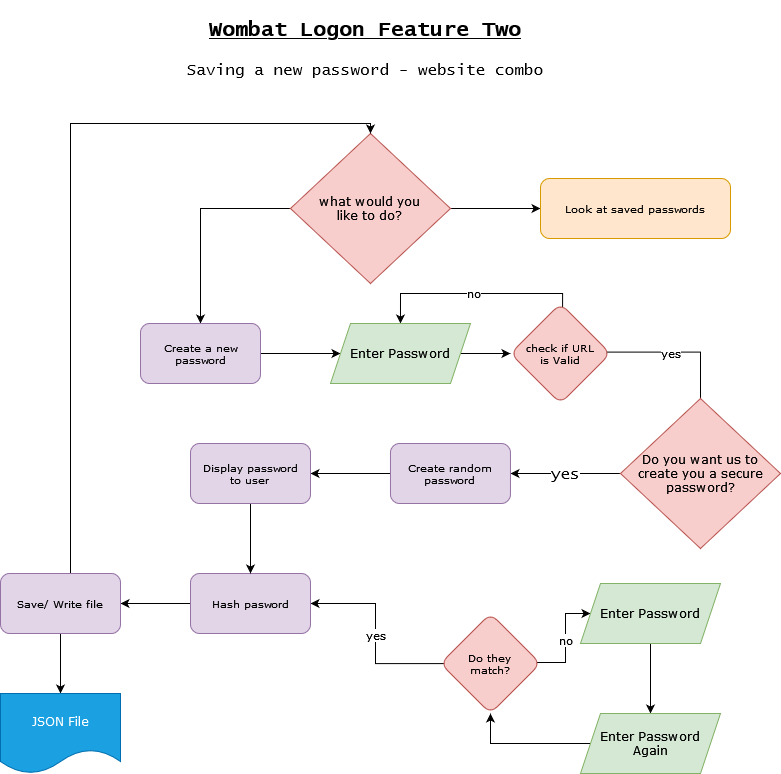 Wombat Logon Feature Two
Saving a new password - website combo
what would you
like to do?
Look at saved passwords
no
Create a new
password
Enter Password
check if URL
is Valid
yes
Do you want us to
create you a secure
password?
yes
Create random
password
Display password
to user
Save/ Write file
Hash pasword
yes
Do they
match?
no
Enter Password
JSON File
Enter Password
Again